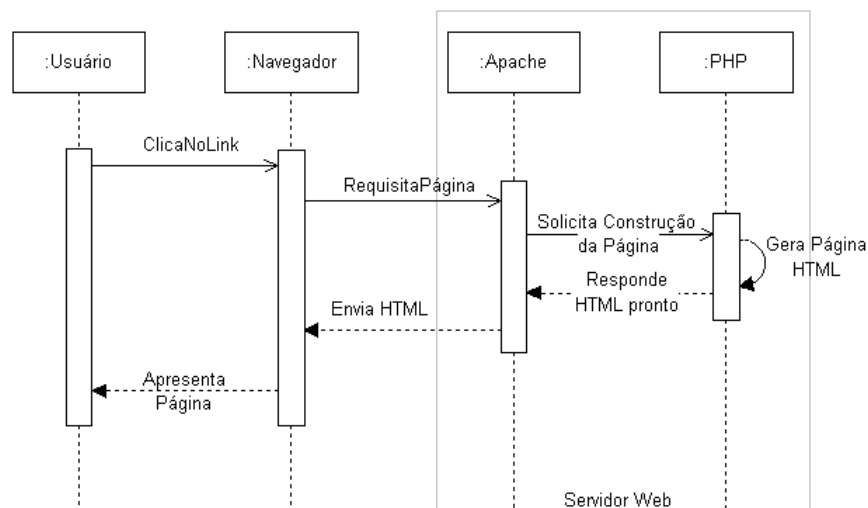 :Usuário
:Navegador
:Apache
:PHP
ClicaNoLink
RequisitaPágina
Solicita Construção
da Página
Gera Página
HTML
Responde
HTML pronto
Envia HTML
Apresenta
Página
Servidor Web